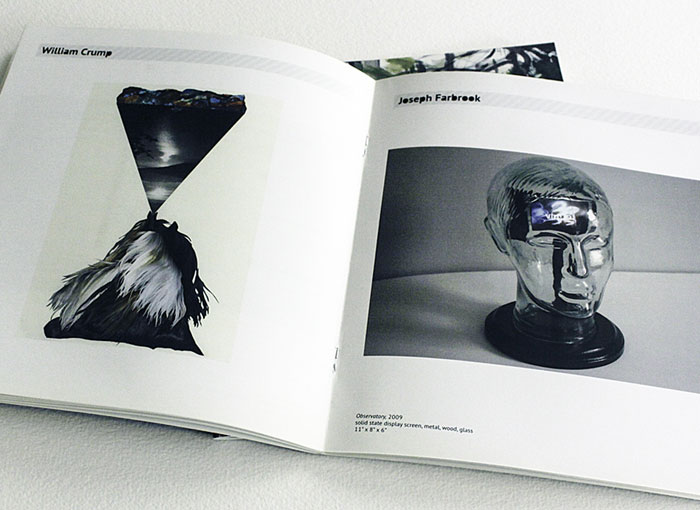 William Crump
Joseph Farbrook
Observatory, 2009
solid state display screen, metal, wood, glass
11" x 8" x 6"